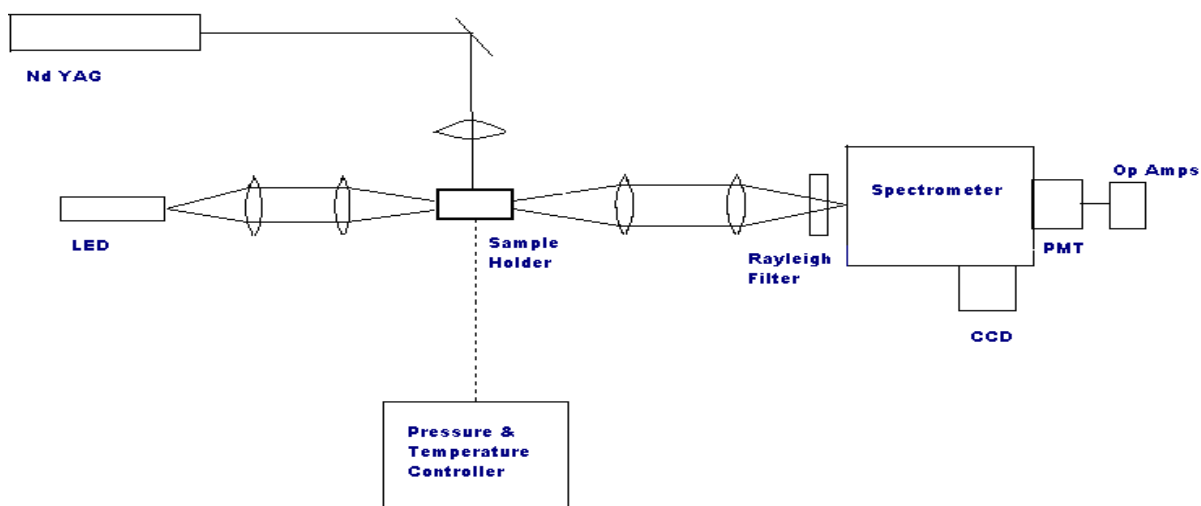 Nd YAG
Op Amps
Spectrometer
LED
Sample
Holder
Rayleigh
Filter
PMT
CCD
Pressure &
Temperature
Controller